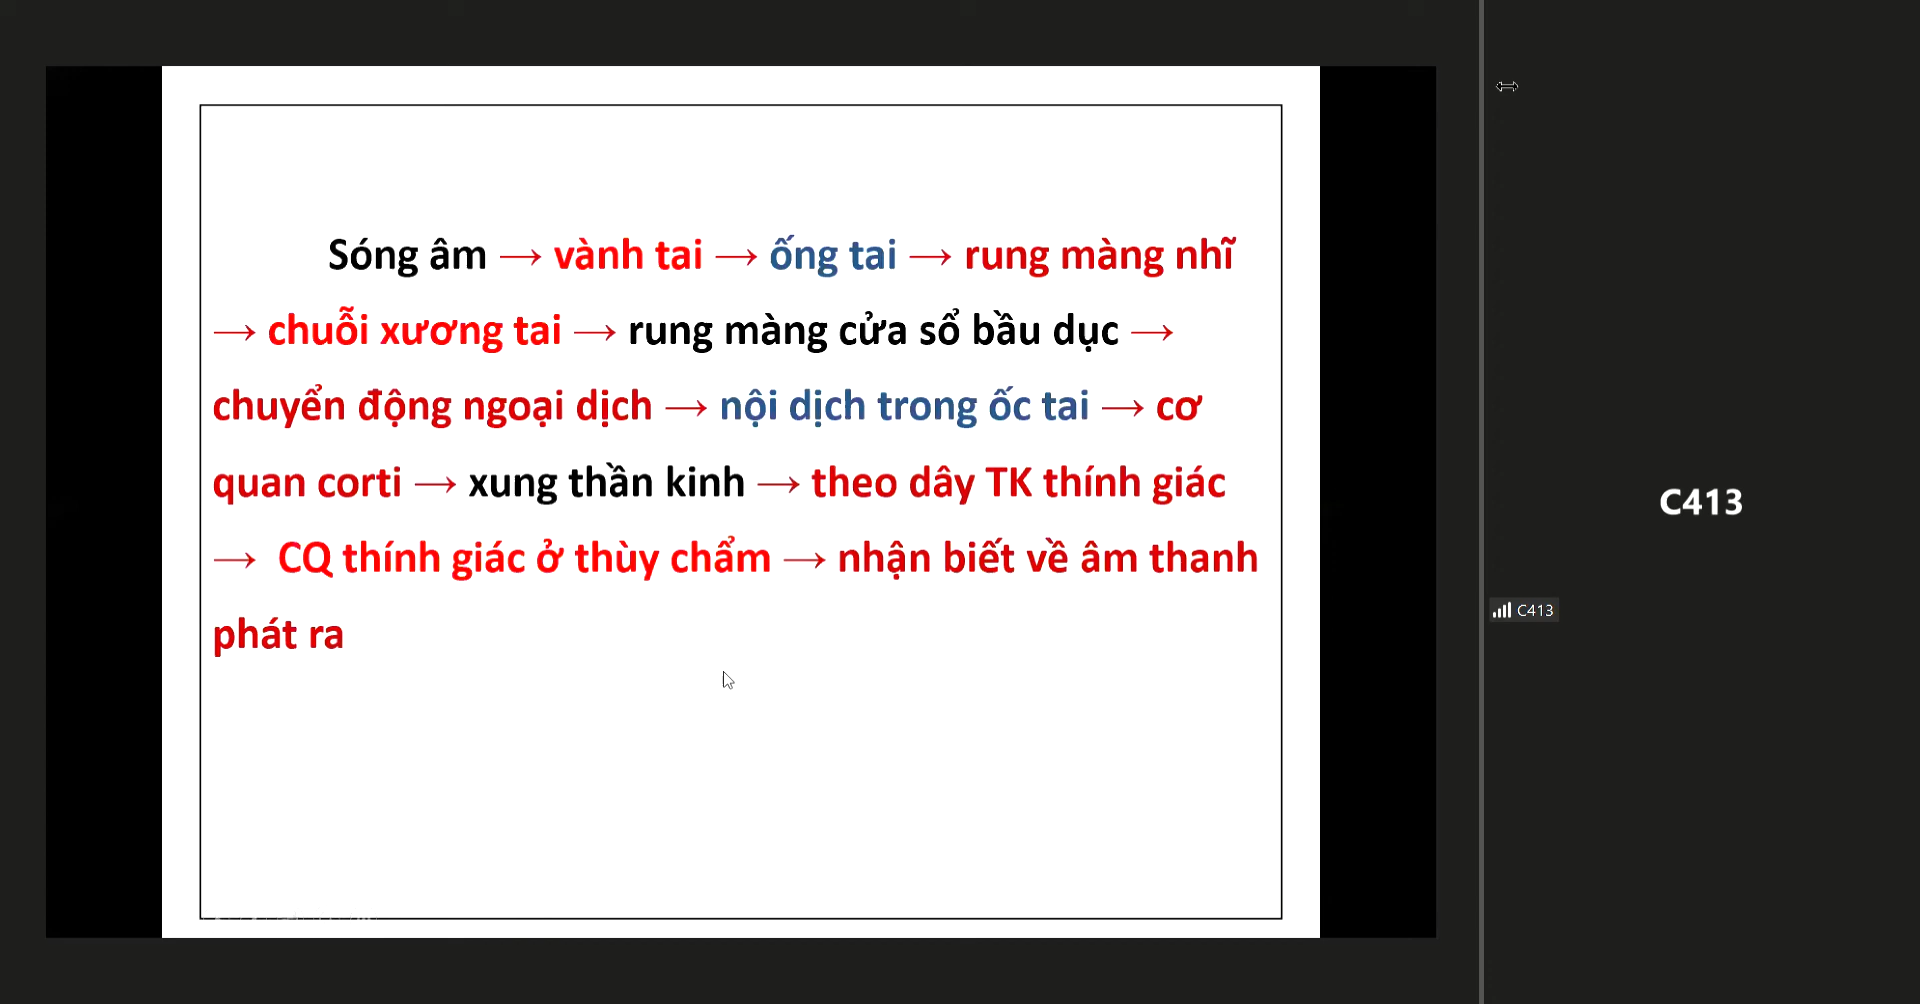 Sóng âm → vành tai → ống tai → rung màng nhĩ
→ chuỗi xương tai → rung màng cửa sổ bầu dục →
chuyển động ngoại dịch → nội dịch trong ốc tai → cơ
quan corti → xung thần kinh → theo dây TK thính giác
→ CQ thính giác ở thùy chẩm → nhận biết về âm thanh
phát ra
C413
C413